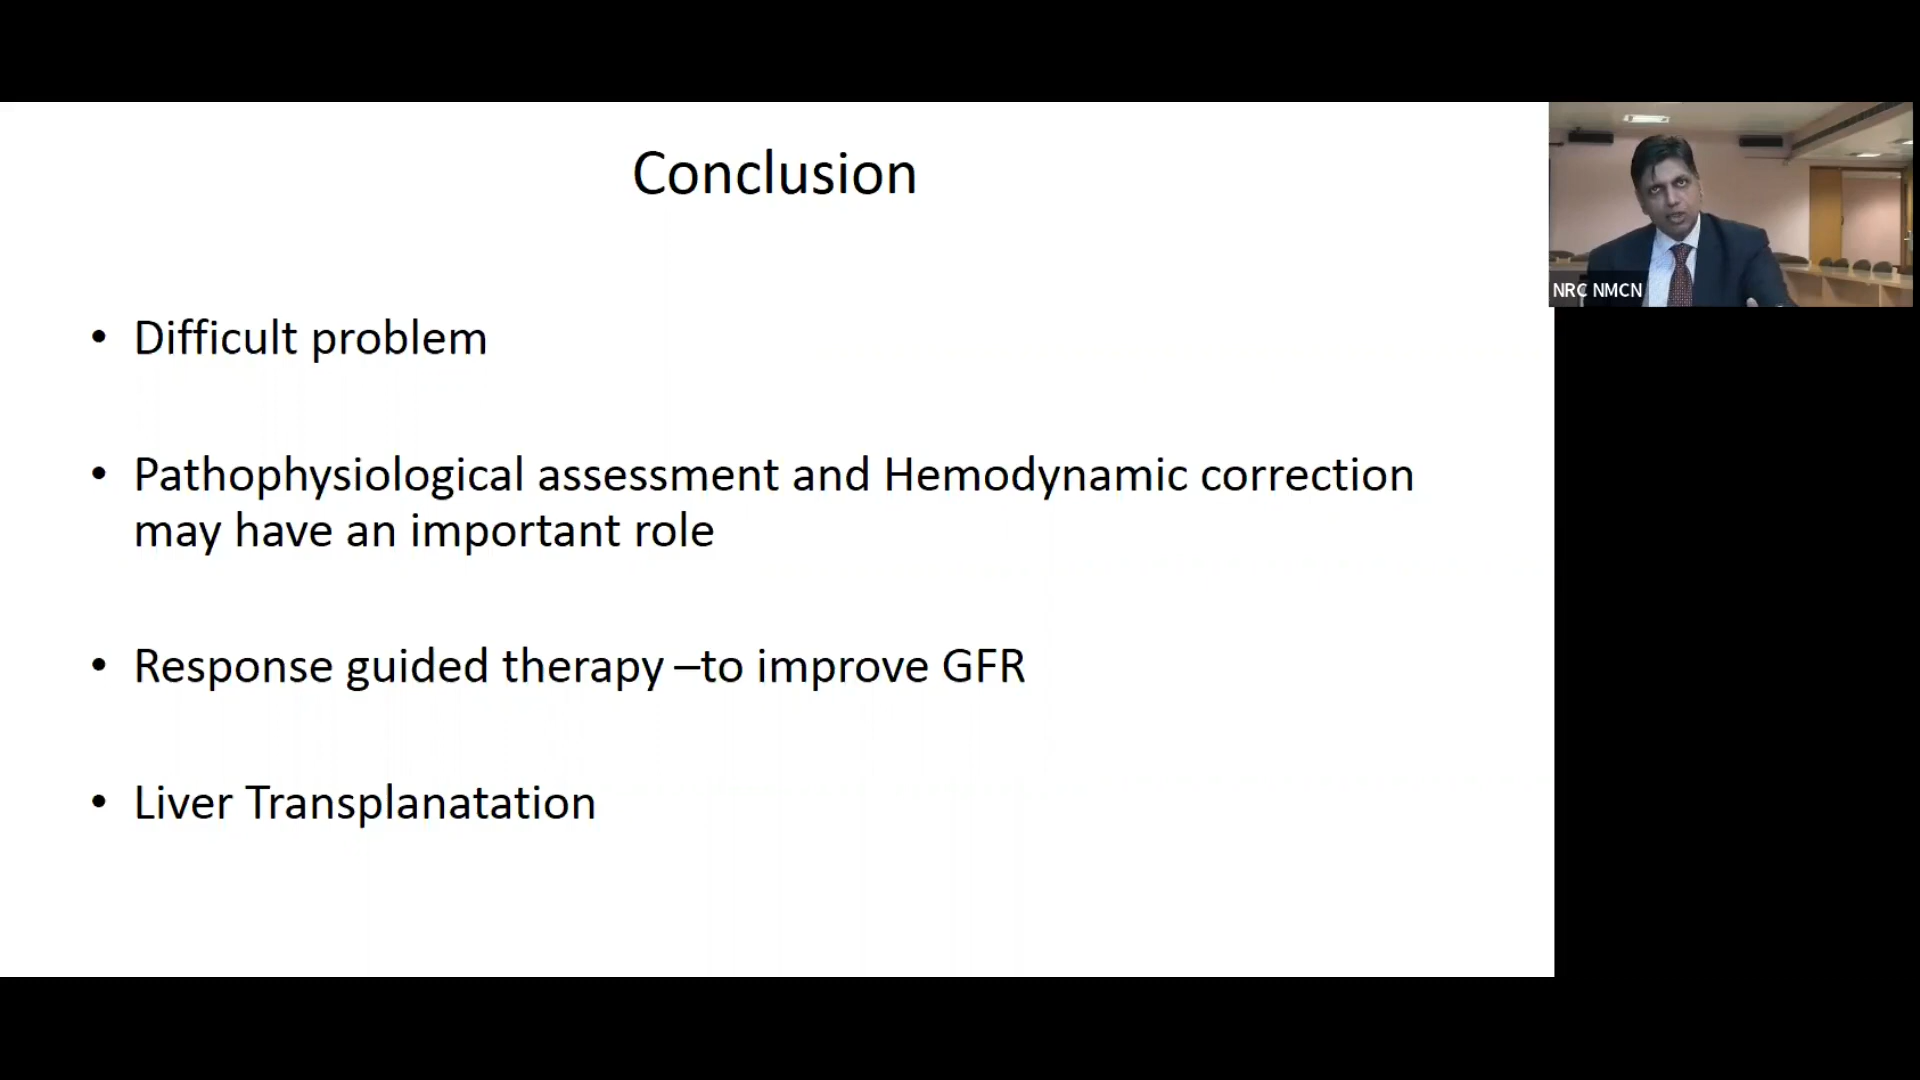 Conclusion
• Difficult problem
• Pathophysiological assessment and Hemodynamic correction
may have an important role
• Response guided therapy –to improve GFR
• Liver Transplanatation
NRC NMCN